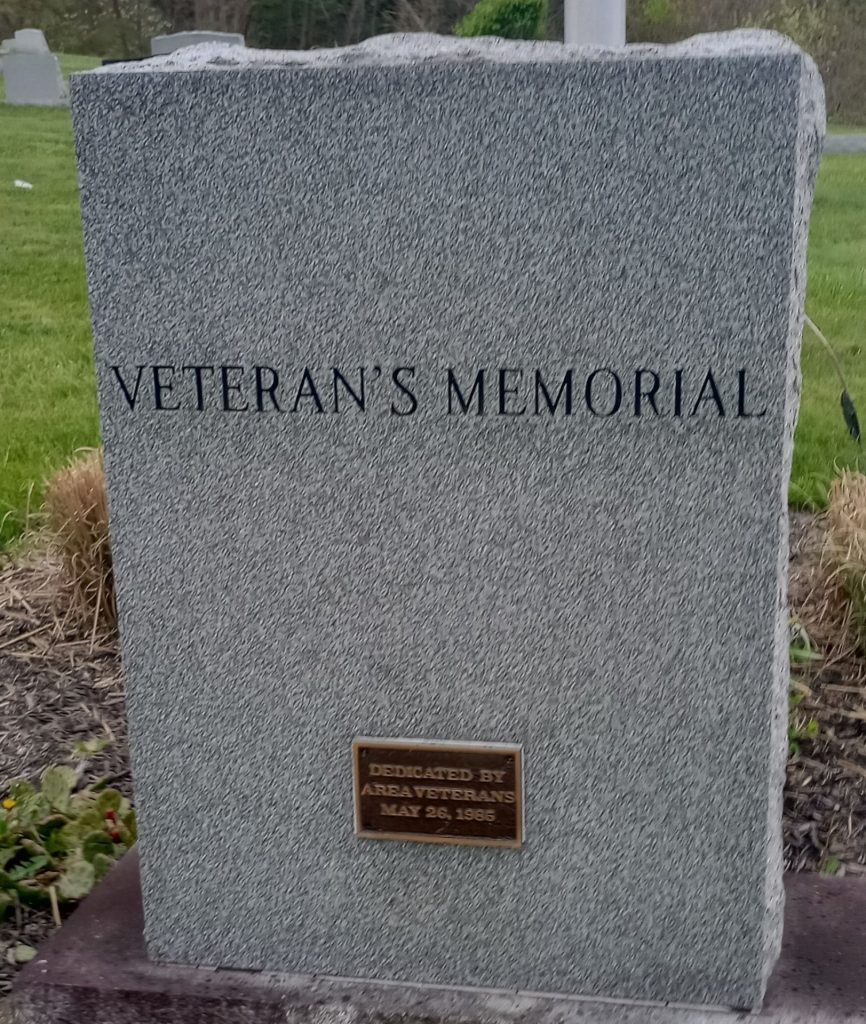 VETERAN'S MEMORIAL
DEDICATED BY
AREA VETERANS
MAY 26, 1985